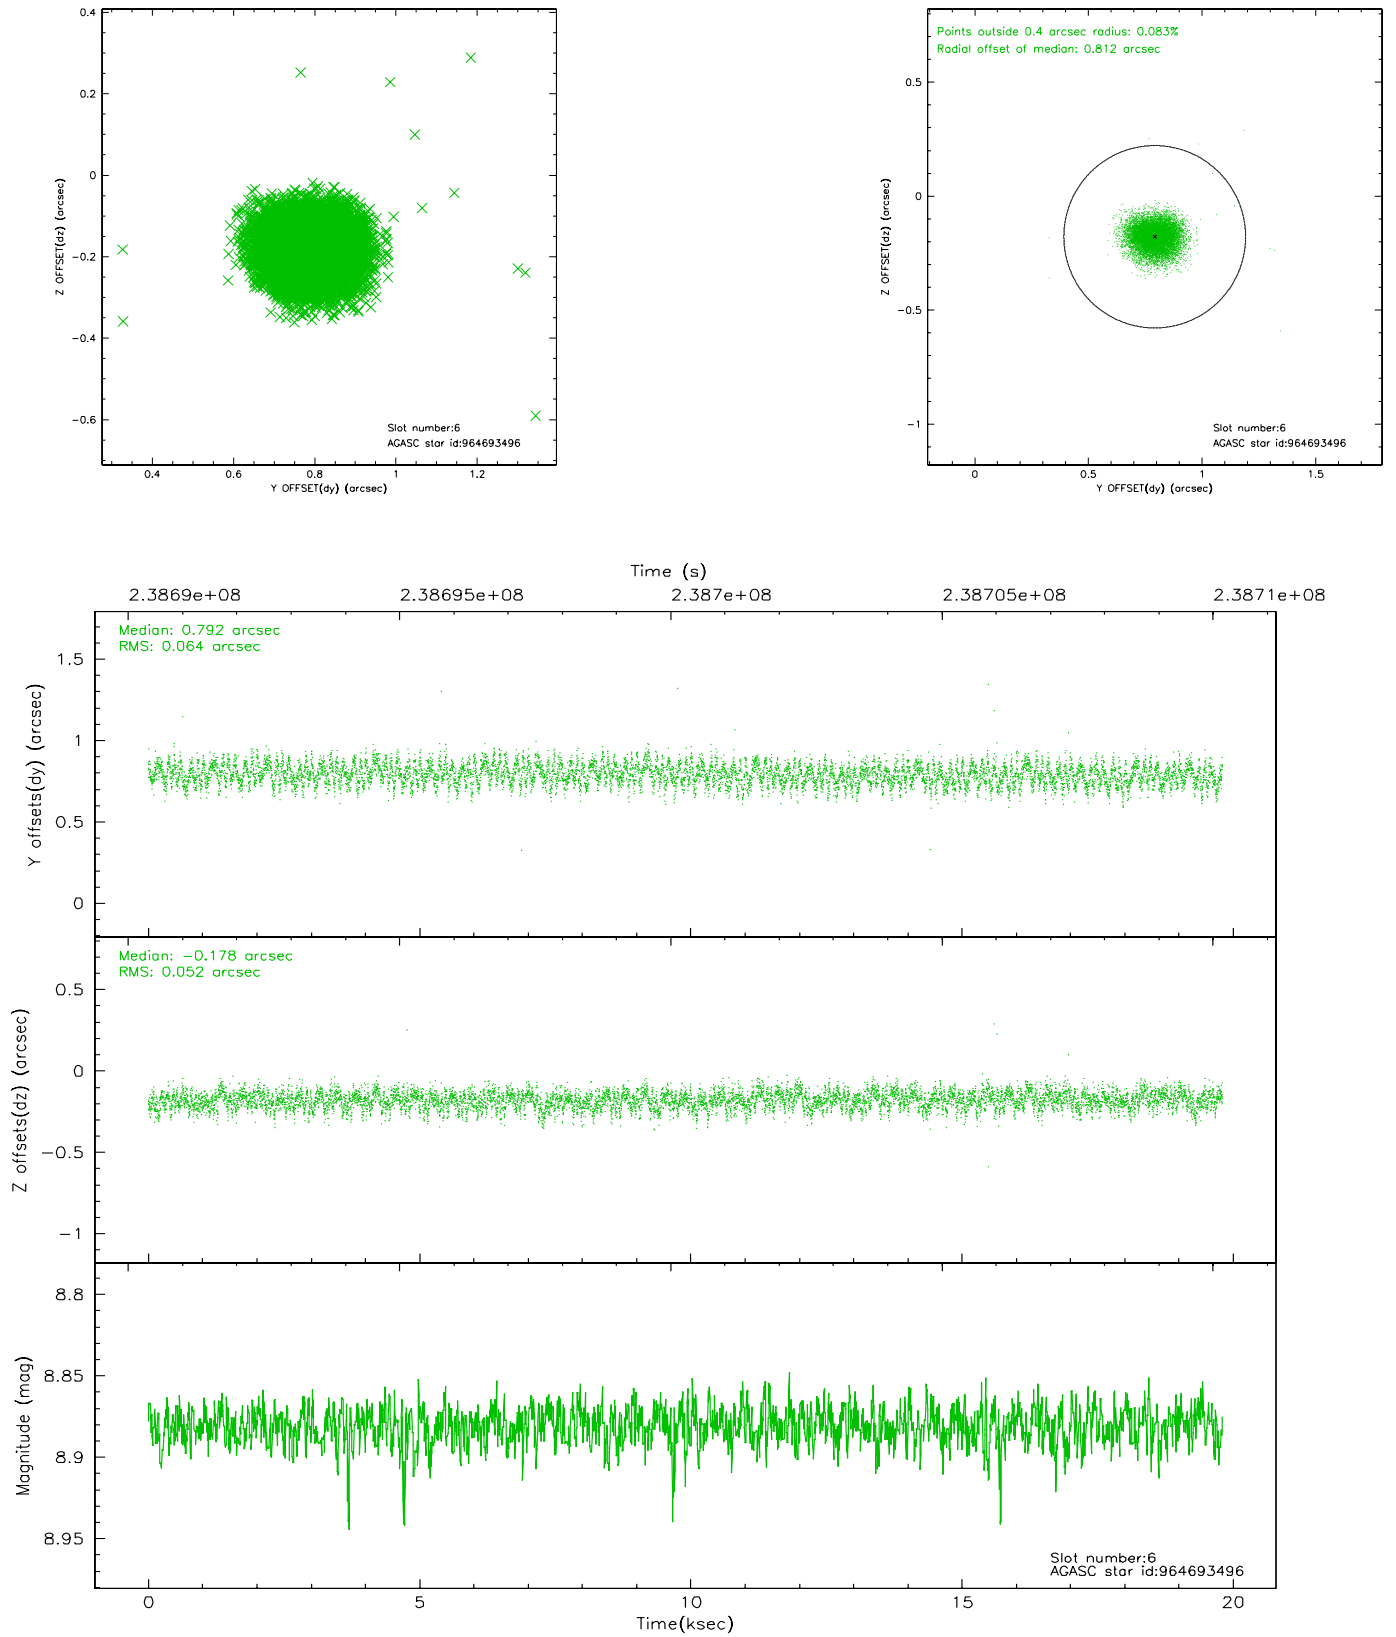 0.4
0.2
0
−0.2
−0.4
−0.6
Z OFFSET(dz) (arcsec)
0.4
0.6
0.8
1
1.2
Y OFFSET(dy) (arcsec)
Slot number:6
AGASC star id:964693496
Points outside 0.4 arcsec radius: 0.083%
Radial offset of median: 0.812 arcsec
0.5
0
−0.5
−1
Z OFFSET(dz) (arcsec)
0
0.5
1
1.5
Y OFFSET(dy) (arcsec)
Slot number:6
AGASC star id:964693496
Time (s)
2.3869e+08
2.38695e+08
2.387e+08
2.38705e+08
2.3871e+08
Median: 0.792 arcsec
RMS: 0.064 arcsec
1.5
1
0.5
0
Y offsets(dy) (arcsec)
Median: −0.178 arcsec
RMS: 0.052 arcsec
0.5
0
−0.5
−1
Z offsets(dz) (arcsec)
8.8
8.85
8.9
8.95
Magnitude (mag)
Slot number:6
AGASC star id:964693496
0
5
10
15
20
Time(ksec)